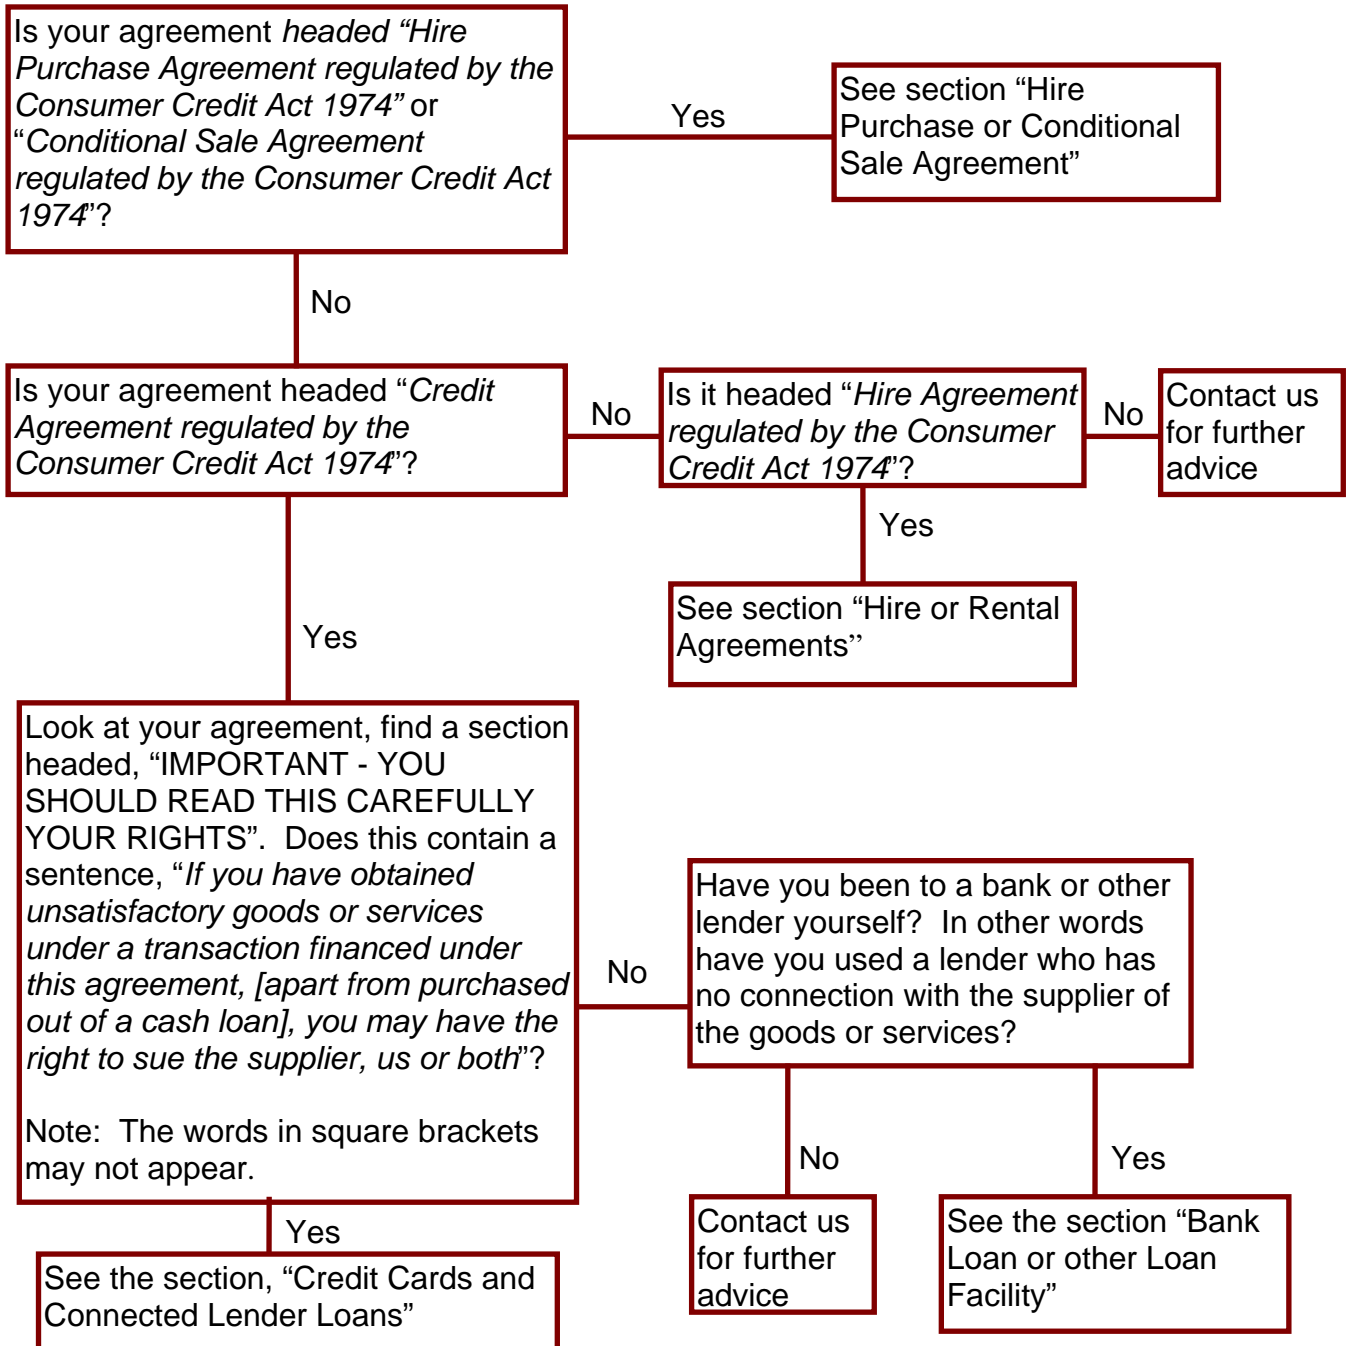 Is your agreement headed “Hire
Purchase Agreement regulated by the
Consumer Credit Act 1974” or
“Conditional Sale Agreement
regulated by the Consumer Credit Act
1974”?
Yes
See section “Hire
Purchase or Conditional
Sale Agreement”
No
Is your agreement headed “Credit
Agreement regulated by the
Consumer Credit Act 1974”?
No
Is it headed “Hire Agreement
regulated by the Consumer
Credit Act 1974”?
No
Contact us
for further
advice
Yes
See section “Hire or Rental
Agreements”
Yes
Look at your agreement, find a section
headed, “IMPORTANT - YOU
SHOULD READ THIS CAREFULLY
YOUR RIGHTS”.  Does this contain a
sentence, “If you have obtained
unsatisfactory goods or services
under a transaction financed under
this agreement, [apart from purchased
out of a cash loan], you may have the
right to sue the supplier, us or both”?
Note:  The words in square brackets
may not appear.
No
Have you been to a bank or other
lender yourself?  In other words
have you used a lender who has
no connection with the supplier of
the goods or services?
No
Contact us
for further
advice
Yes
See the section “Bank
Loan or other Loan
Facility”
Yes
See the section, “Credit Cards and
Connected Lender Loans”